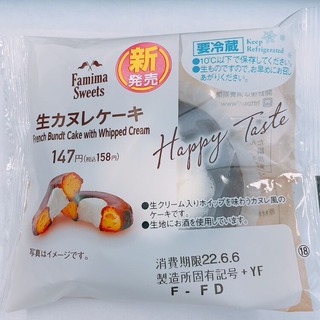 Famima
Sweets
新
発売
要冷蔵
Keep
Refrigerated
●10℃以下で保存してください。
●生ものですので、お早めにお召し
あがりください。
生カヌレケーキ
French Bundt Cake with Whipped Cream
147円(税込158円)
Happy Taste
●生クリーム入りホイップを味わうカヌレ風の
ケーキです。
●生地にお酒を使用しています。
写真はイメージです。
消費期限22.6.6
製造所固有記号+YF
F-FD
⑱